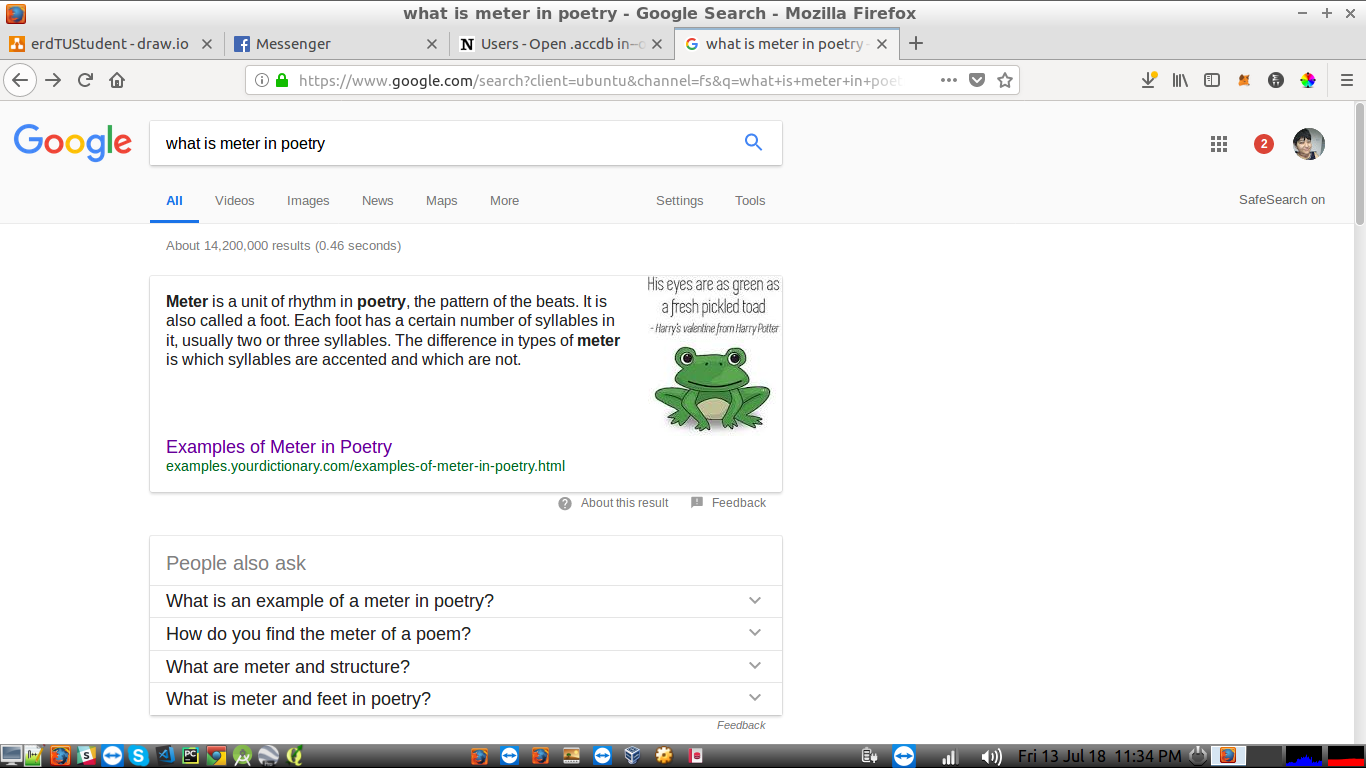 what is meter in poetry - Google Search - Mozilla Firefox
erdTUStudent - draw.io
Messenger
Users - Open .accdb in
what is meter in poetry
https://www.google.com/search?client=ubuntu&channel=fs&q=what+is+meter+in+poet
Google
what is meter in poetry
2
All Videos Images News Maps More Settings Tools
SafeSearch on
About 14,200,000 results (0.46 seconds)
Meter is a unit of rhythm in poetry, the pattern of the beats. It is
also called a foot. Each foot has a certain number of syllables in
it, usually two or three syllables. The difference in types of meter
is which syllables are accented and which are not.
His eyes are as green as
a fresh pickled toad
- Harry's valentine from Harry Potter
Examples of Meter in Poetry
examples.yourdictionary.com/examples-of-meter-in-poetry.html
About this result Feedback
People also ask
What is an example of a meter in poetry?
How do you find the meter of a poem?
What are meter and structure?
What is meter and feet in poetry?
Feedback
Fri 13 Jul 18 11:34 PM